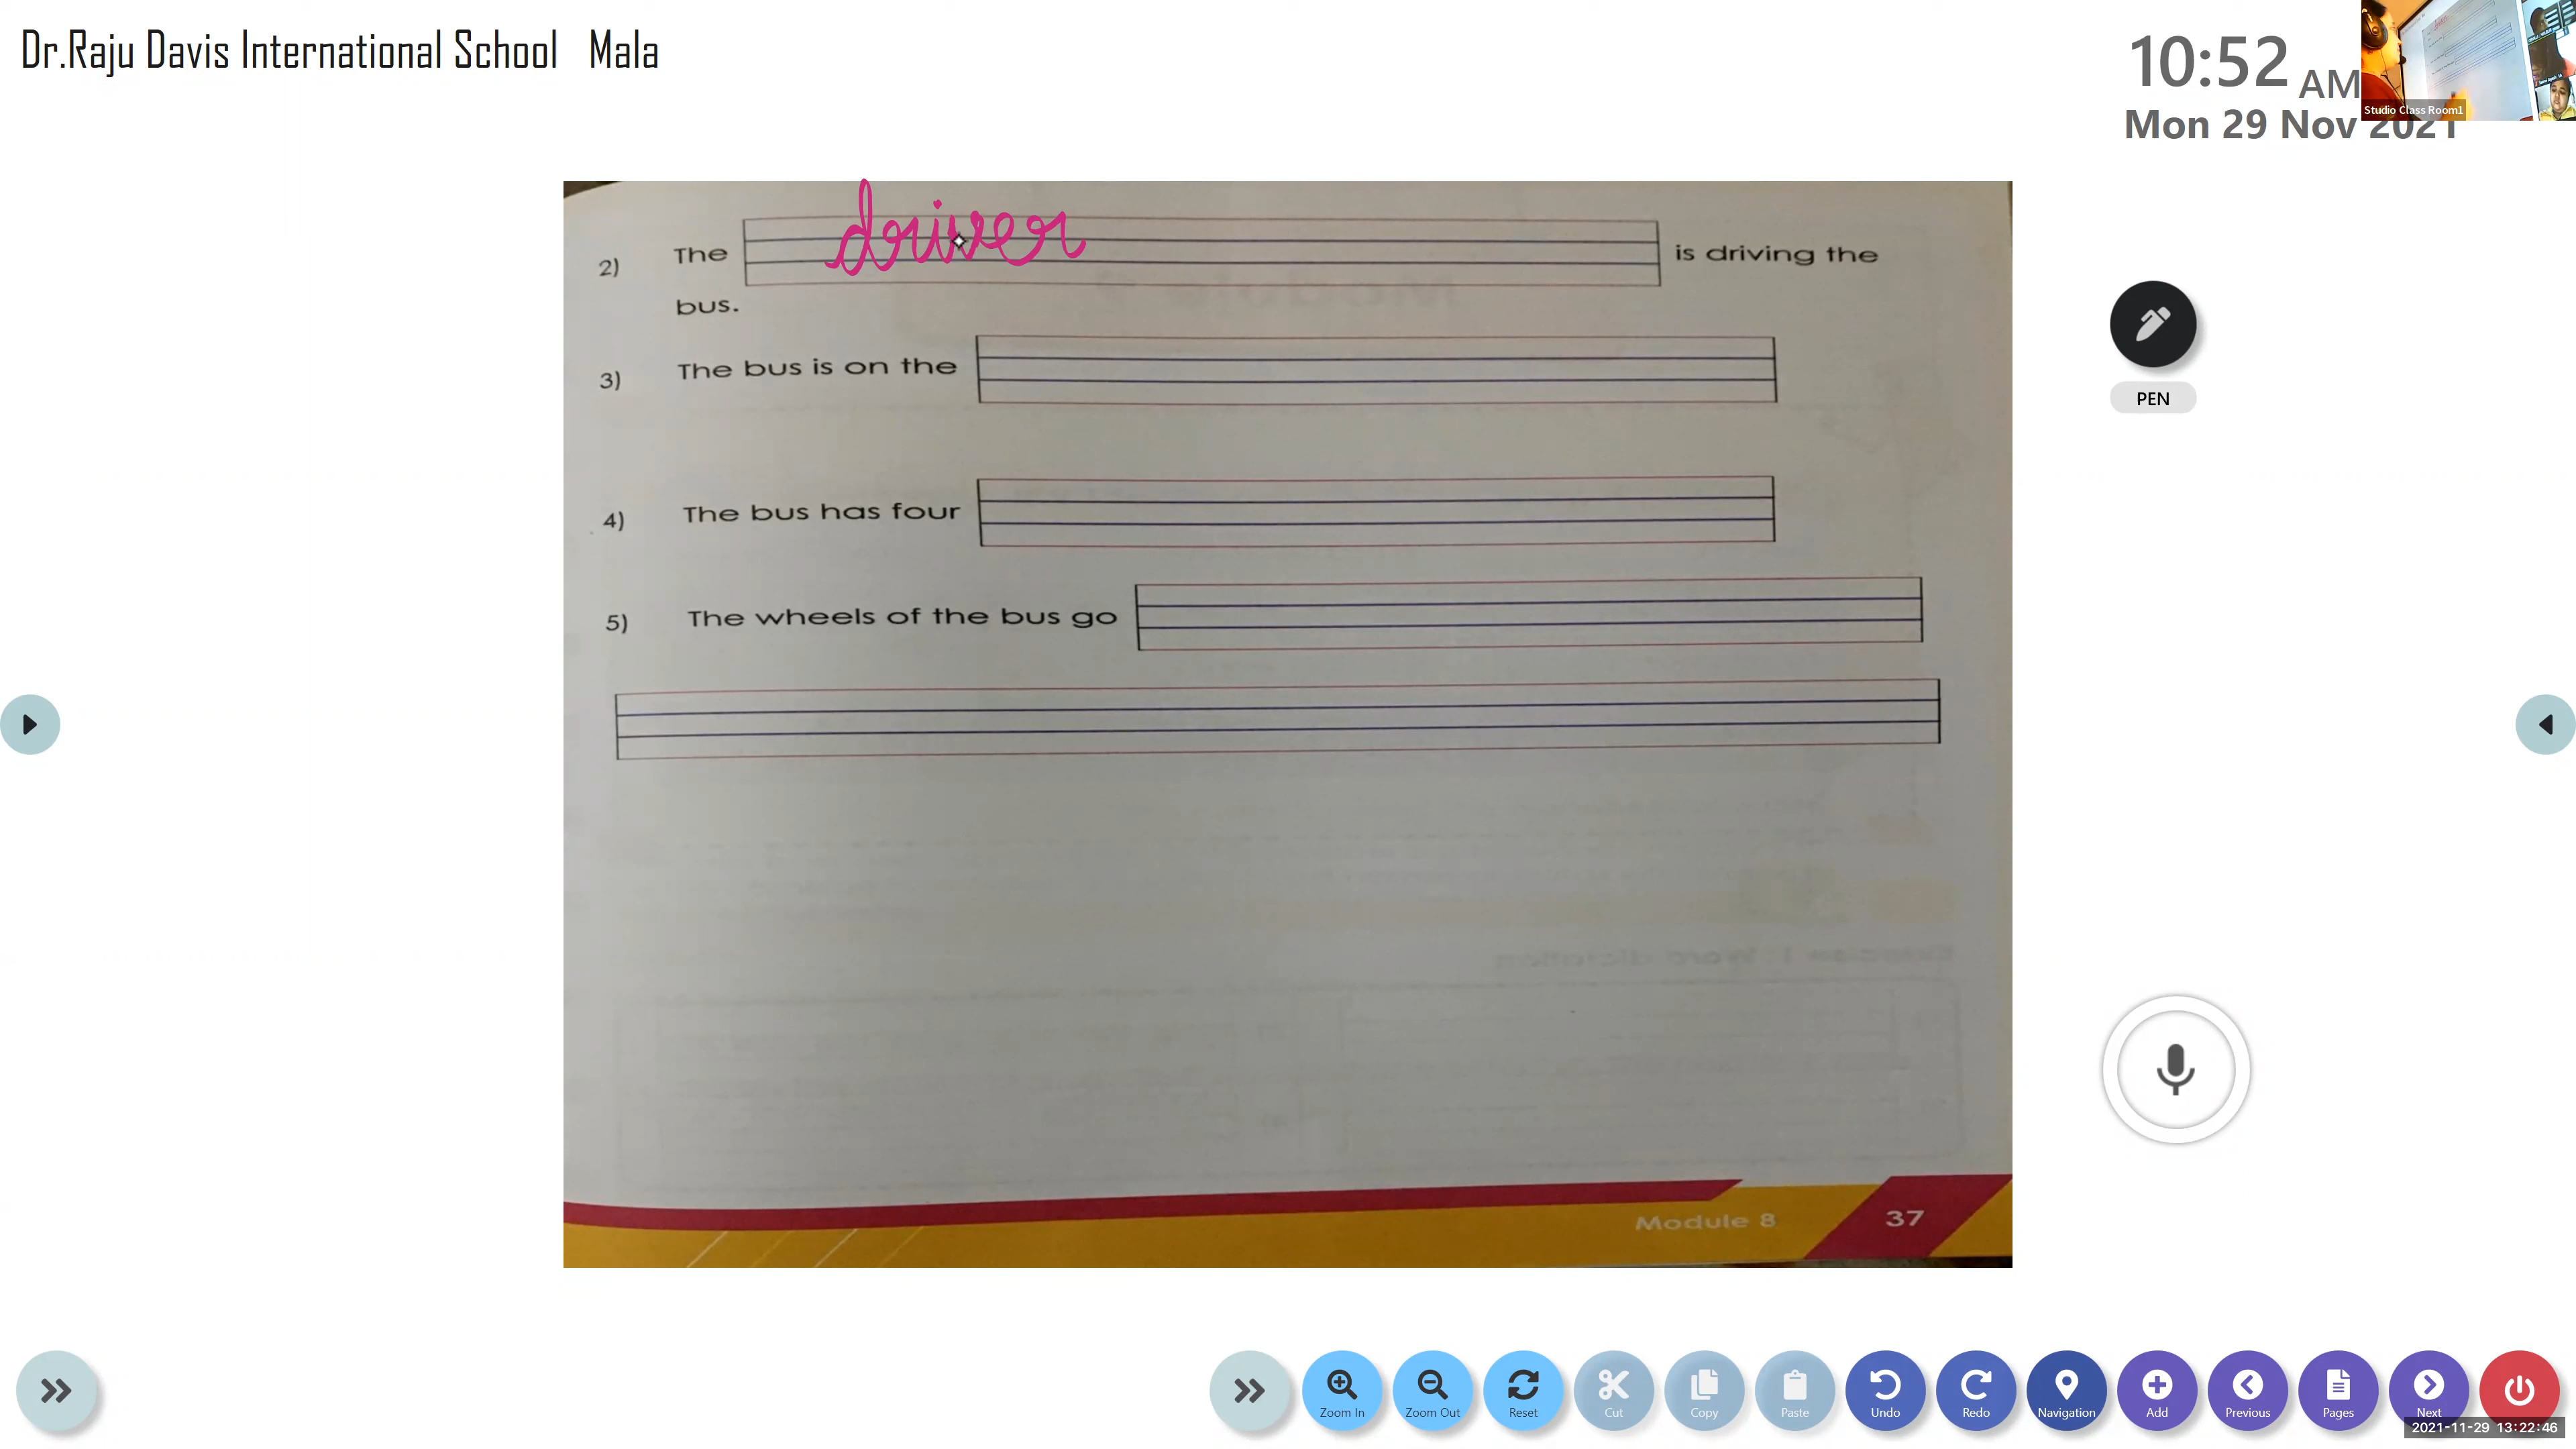 Dr.Raju Davis International School Mala
10:52 AM
Mon 29 Nov 2021
Studio Class Room1
2) The driver is driving the
bus.
3) The bus is on the
4) The bus has four
5) The wheels of the bus go
PEN
Module 8 37
Zoom In Zoom Out Reset Cut Copy Paste Undo Redo Navigation Add Previous Pages Next
2021-11-29 13:22:46